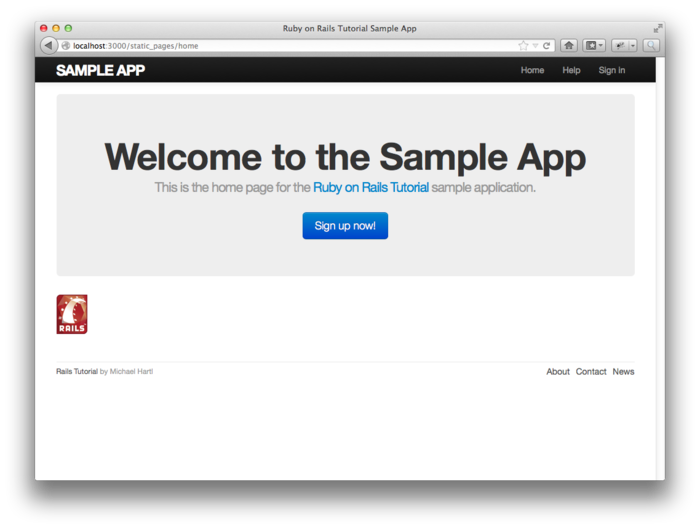 Ruby on Rails Tutorial Sample App
localhost:3000/static_pages/home
SAMPLE APP Home Help Sign in
Welcome to the Sample App
This is the home page for the Ruby on Rails Tutorial sample application.
Sign up now!
RAILS
Rails Tutorial by Michael Hartl About Contact News